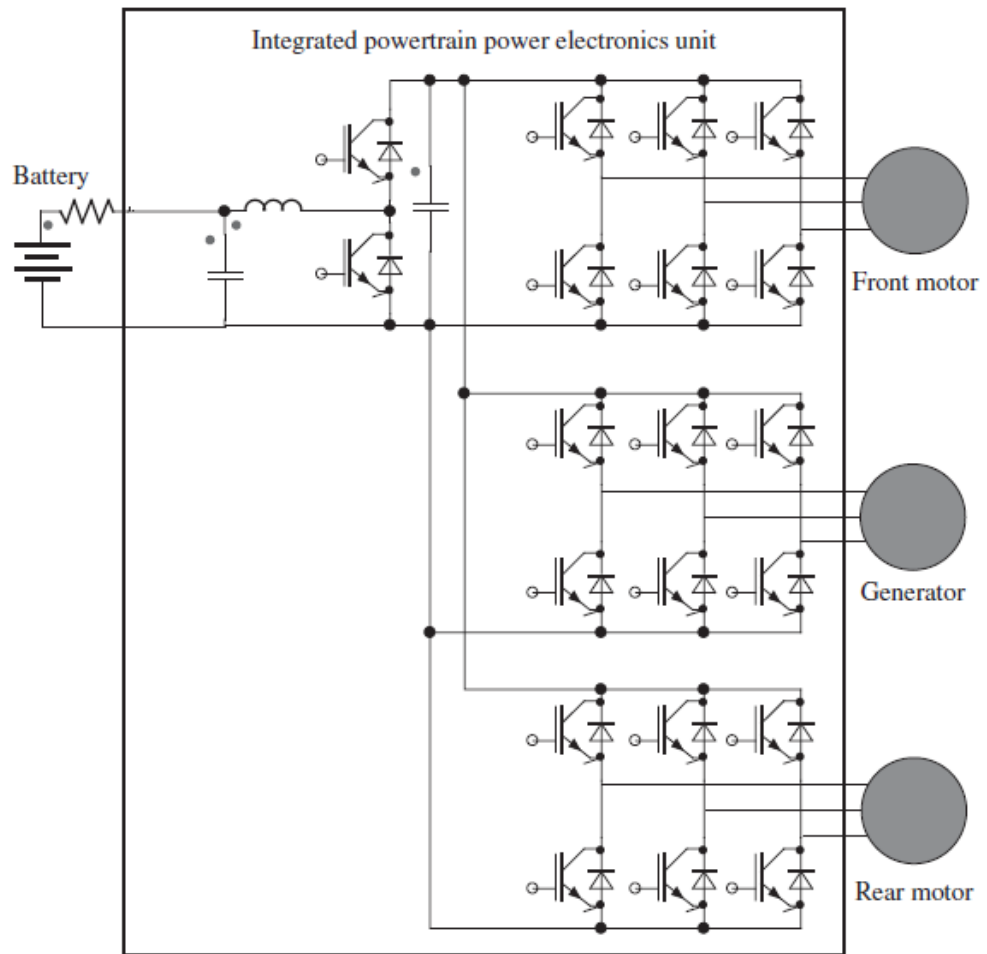 Integrated powertrain power electronics unit
Battery
Front motor
Generator
Rear motor